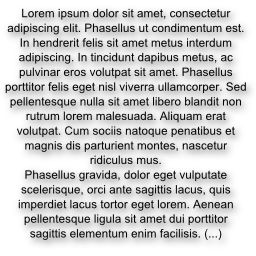 Lorem ipsum dolor sit amet, consectetur
adipiscing elit. Phasellus ut condimentum est.
In hendrerit felis sit amet metus interdum
adipiscing. In tincidunt dapibus metus, ac
pulvinar eros volutpat sit amet. Phasellus
porttitor felis eget nisl viverra ullamcorper. Sed
pellentesque nulla sit amet libero blandit non
rutrum lorem malesuada. Aliquam erat
volutpat. Cum sociis natoque penatibus et
magnis dis parturient montes, nascetur
ridiculus mus.
Phasellus gravida, dolor eget vulputate
scelerisque, orci ante sagittis lacus, quis
imperdiet lacus tortor eget lorem. Aenean
pellentesque ligula sit amet dui porttitor
sagittis elementum enim facilisis. (...)